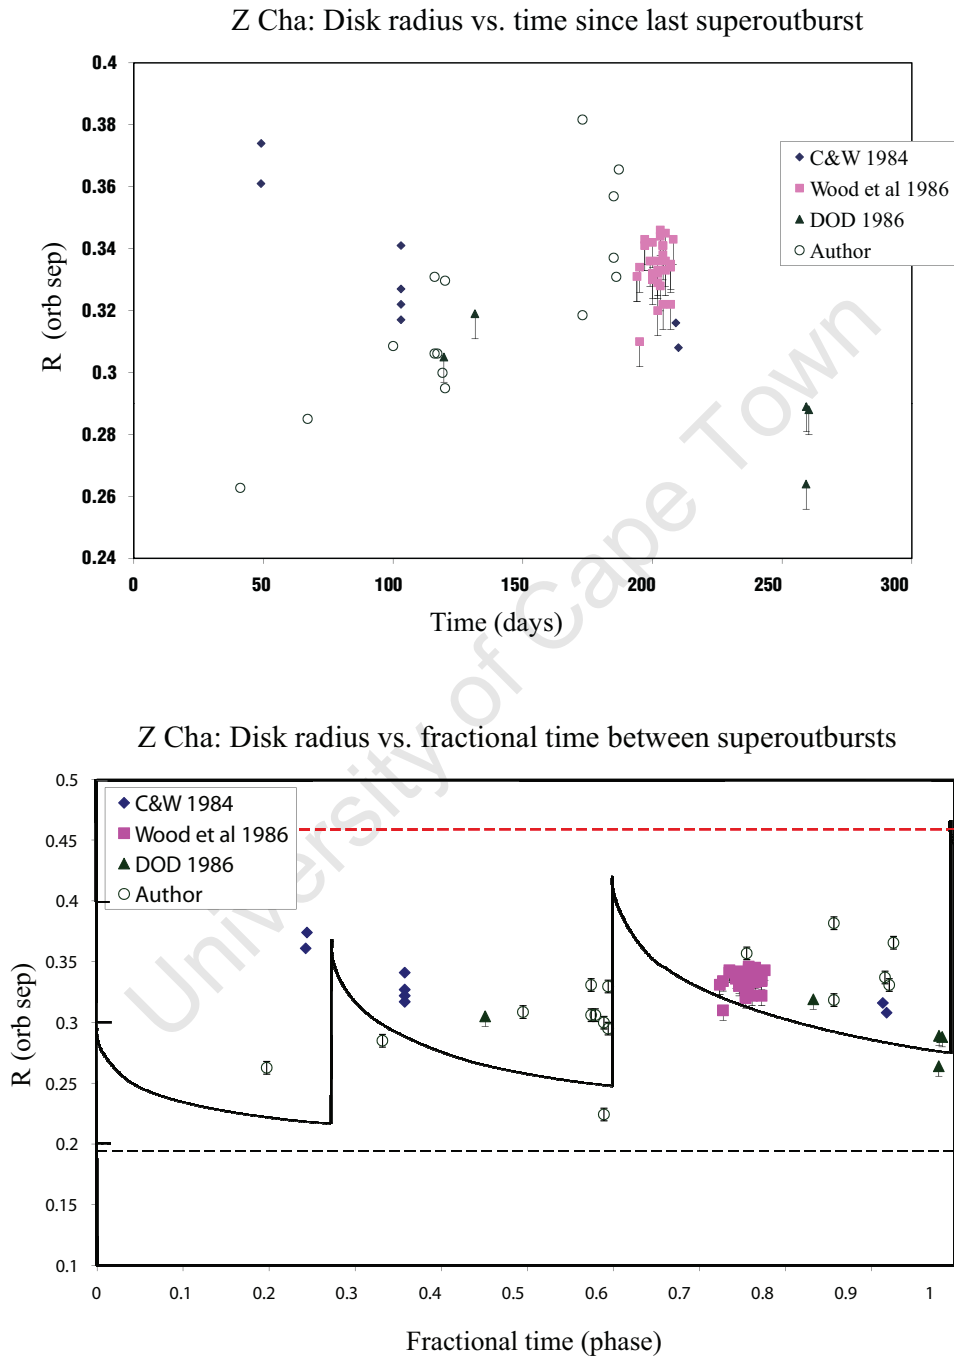 Z Cha: Disk radius vs. time since last superoutburst
0.4
0.38
0.36
0.34
0.32
0.3
0.28
0.26
0.24
R (orb sep)
C&W 1984
Wood et al 1986
DOD 1986
Author
0 50 100 150 200 250 300
Time (days)
University of Cape Town
Z Cha: Disk radius vs. fractional time between superoutbursts
0.5
0.45
0.4
0.35
0.3
0.25
0.2
0.15
0.1
R (orb sep)
C&W 1984
Wood et al 1986
DOD 1986
Author
0 0.1 0.2 0.3 0.4 0.5 0.6 0.7 0.8 0.9 1
Fractional time (phase)